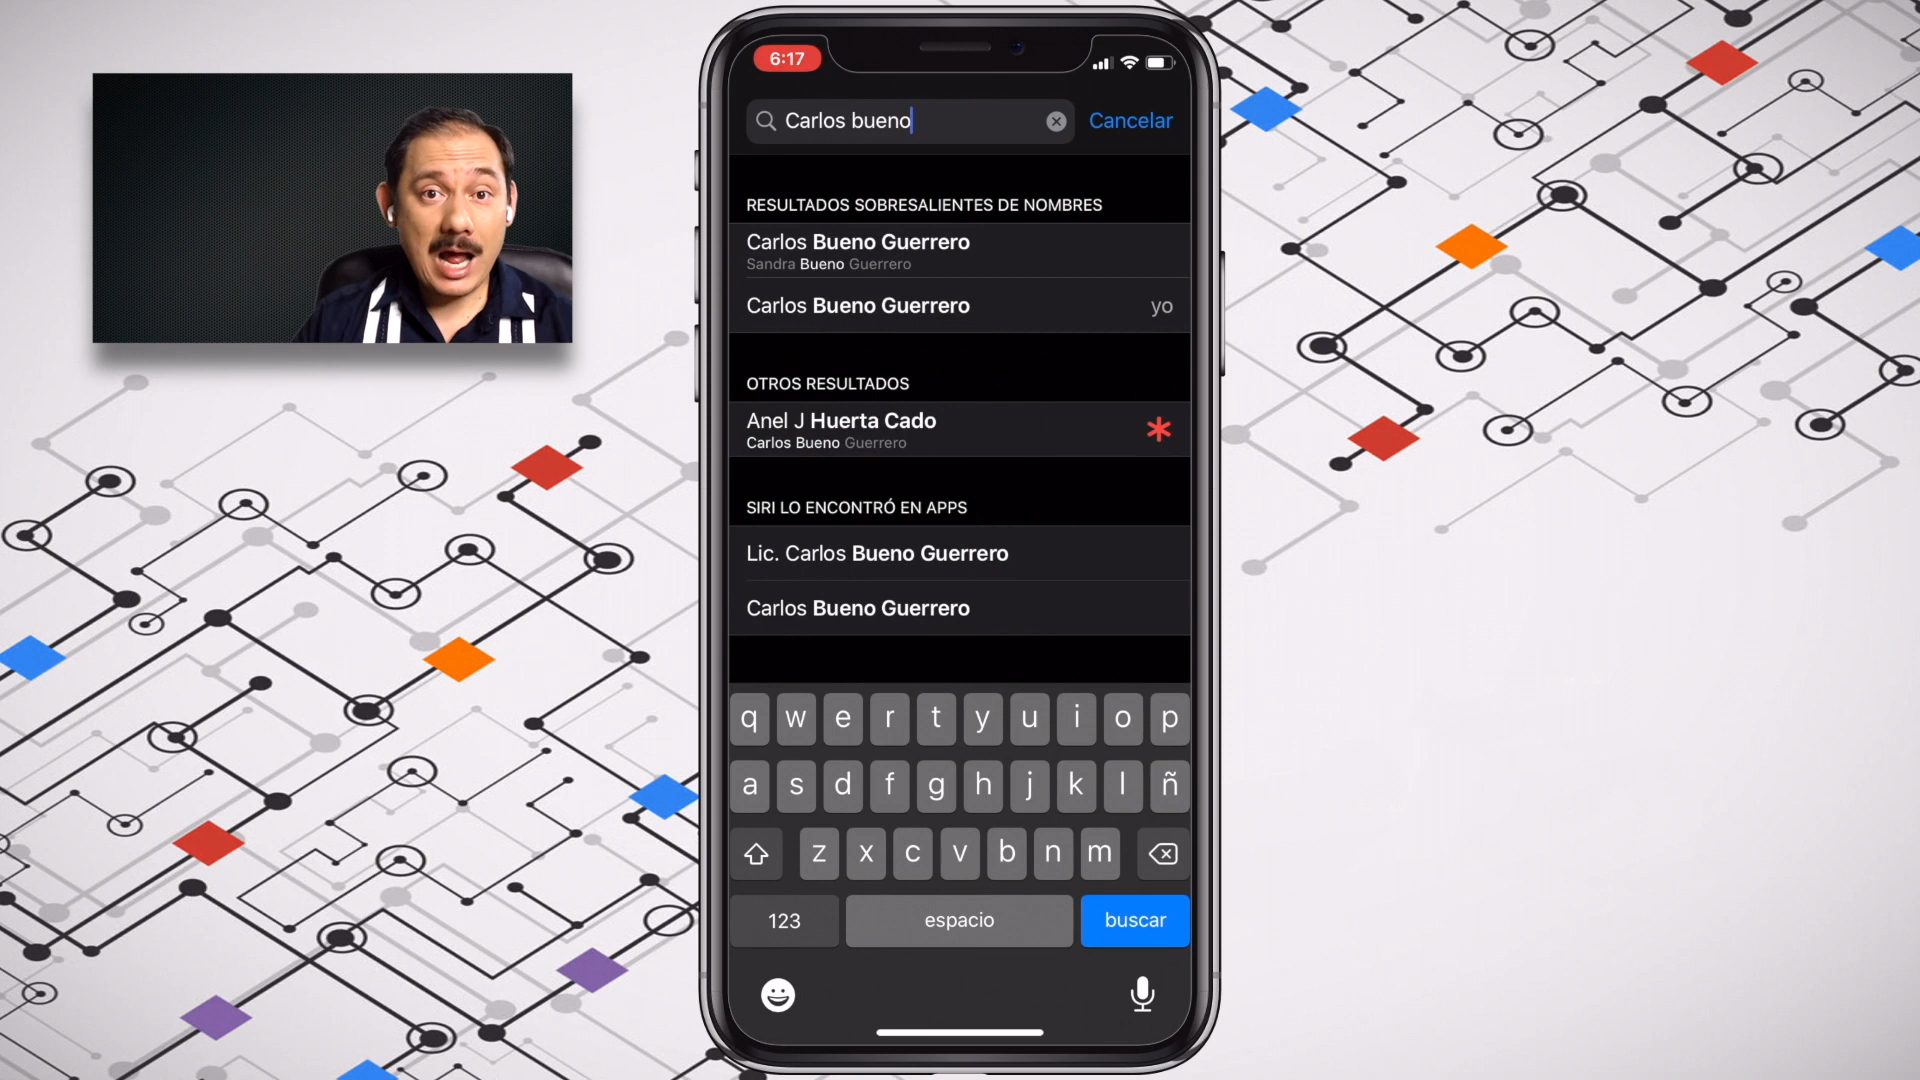 6:17
Carlos bueno
Cancelar
RESULTADOS SOBRESALIENTES DE NOMBRES
Carlos Bueno Guerrero
Sandra Bueno Guerrero
Carlos Bueno Guerrero yo
OTROS RESULTADOS
Anel J Huerta Cado
Carlos Bueno Guerrero
SIRI LO ENCONTRÓ EN APPS
Lic. Carlos Bueno Guerrero
Carlos Bueno Guerrero
q w e r t y u i o p
a s d f g h j k l ñ
z x c v b n m
123 espacio buscar